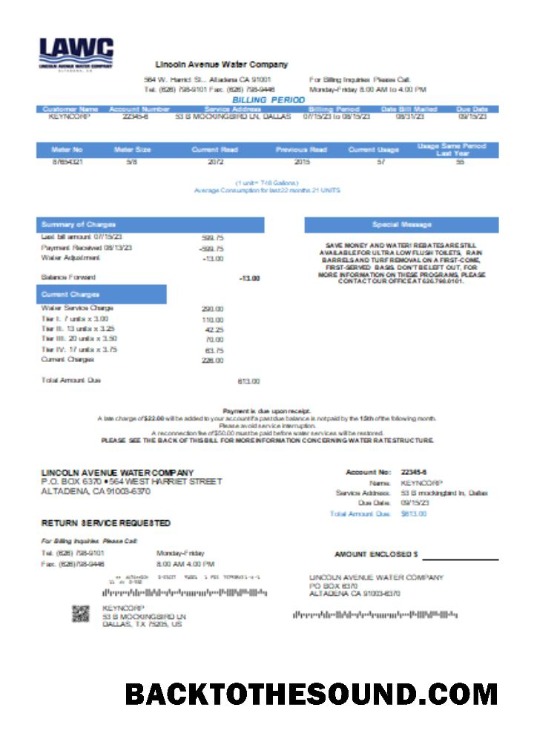 LAWC
LINCOLN AVENUE WATER COMPANY
ALTADENA, CA
Lincoln Avenue Water Company
564 W. Harriet St., Altadena CA 91001
Tel. (626) 798-9101 Fax: (626) 798-9446
For Billing Inquiries Please Call:
Monday-Friday 8.00 AM to 4.00 PM
BILLING PERIOD
Customer Name Account Number Service Address Billing Period Date Bill Mailed Due Date
KEYNCORP 22345-6 53 B MOCKINGBIRD LN, DALLAS 07/15/23 to 08/15/23 08/31/23 09/15/23
Meter No Meter Size Current Read Previous Read Current Usage Usage Same Period Last Year
87654321 5/8 2072 2015 57 55
(1 unit= 748 Gallons)
Average Consumption for last 22 months 21 UNITS
Summary of Charges
Last bill amount 07/15/23 599.75
Payment Received 08/13/23 -599.75
Water Adjustment -13.00
Balance Forward -13.00
Special Message
SAVE MONEY AND WATER! REBATES ARE STILL
AVAILABLE FOR ULTRA LOW FLUSH TOILETS, RAIN
BARRELS AND TURF REMOVAL ON A FIRST-COME,
FIRST-SERVED BASIS. DON'T BE LEFT OUT, FOR
MORE INFORMATION ON THESE PROGRAMS, PLEASE
CONTACT OUR OFFICE AT 626.798.9101.
Current Charges
Water Service Charge 290.00
Tier I. 7 units x 3.00 110.00
Tier II. 13 units x 3.25 42.25
Tier III. 20 units x 3.50 70.00
Tier IV. 17 units x 3.75 63.75
Current Charges 226.00
Total Amount Due 613.00
Payment is due upon receipt.
A late charge of $22.00 will be added to your account if a past due balance is not paid by the 15th of the following month.
Please avoid service interruption.
A reconnection fee of $50.00 must be paid before water services will be restored.
PLEASE SEE THE BACK OF THIS BILL FOR MORE INFORMATION CONCERNING WATER RATE STRUCTURE.
LINCOLN AVENUE WATER COMPANY
P.O. BOX 6370 • 564 WEST HARRIET STREET
ALTADENA, CA 91003-6370
Account No: 22345-6
Name: KEYNCORP
Service Address: 53 B mockingbird ln, Dallas
Due Date: 09/15/23
Total Amount Due: $613.00
RETURN SERVICE REQUESTED
For Billing Inquiries Please Call:
Tel. (626) 798-9101 Monday-Friday
Fax: (626)798-9446 8.00 AM 4.00 PM
AMOUNT ENCLOSED $
KEYNCORP
53 B MOCKINGBIRD LN
DALLAS, TX 75205, US
LINCOLN AVENUE WATER COMPANY
PO BOX 6370
ALTADENA CA 91003-6370
BACKTOTHESOUND.COM